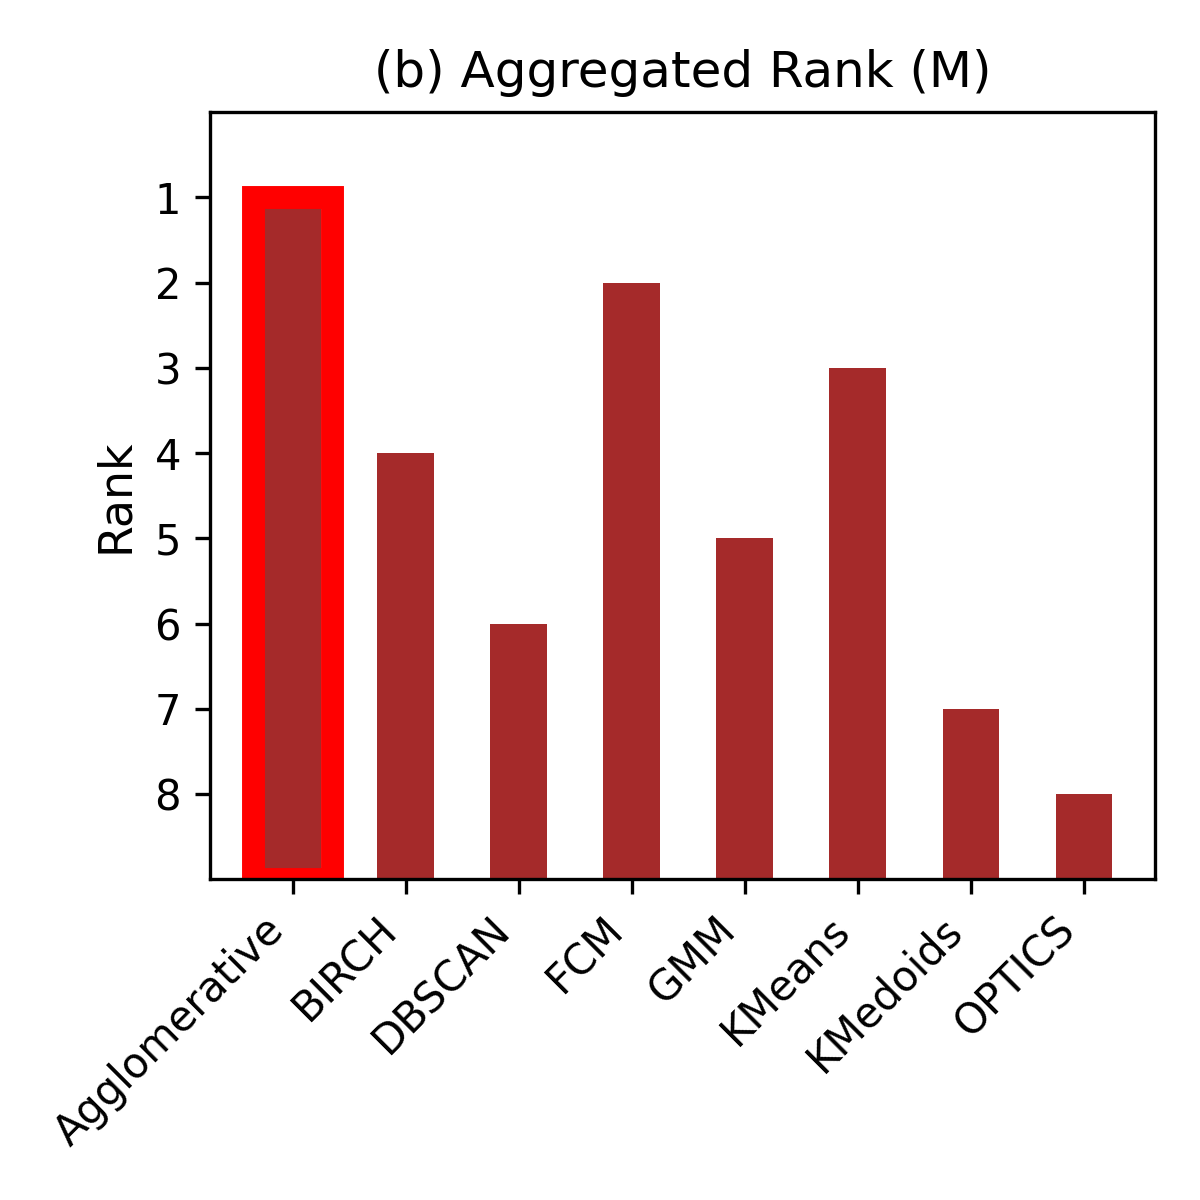 (b) Aggregated Rank (M)
Rank
1
2
3
4
5
6
7
8
Agglomerative
BIRCH
DBSCAN
FCM
GMM
KMeans
KMedoids
OPTICS